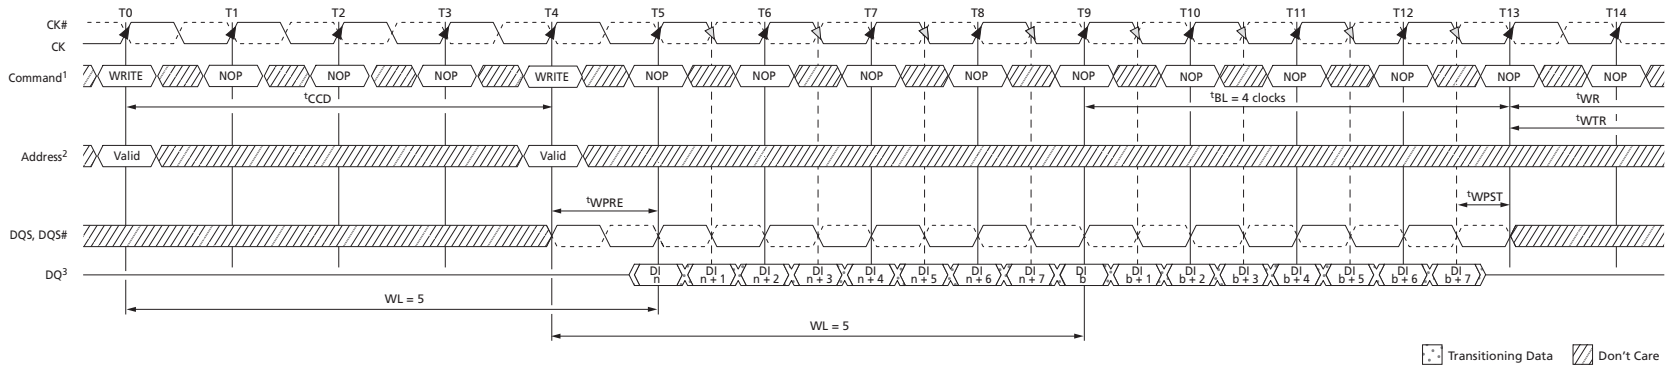 T0 T1 T2 T3 T4 T5 T6 T7 T8 T9 T10 T11 T12 T13 T14
CK#
CK
Command1 WRITE NOP NOP NOP WRITE NOP NOP NOP NOP NOP NOP NOP NOP NOP NOP
tCCD tBL = 4 clocks tWR
tWTR
Address2 Valid Valid
tWPRE tWPST
DQS, DQS#
DQ3 DI n DI n + 1 DI n + 2 DI n + 3 DI n + 4 DI n + 5 DI n + 6 DI n + 7 DI b DI b + 1 DI b + 2 DI b + 3 DI b + 4 DI b + 5 DI b + 6 DI b + 7
WL = 5
WL = 5
Transitioning Data Don't Care